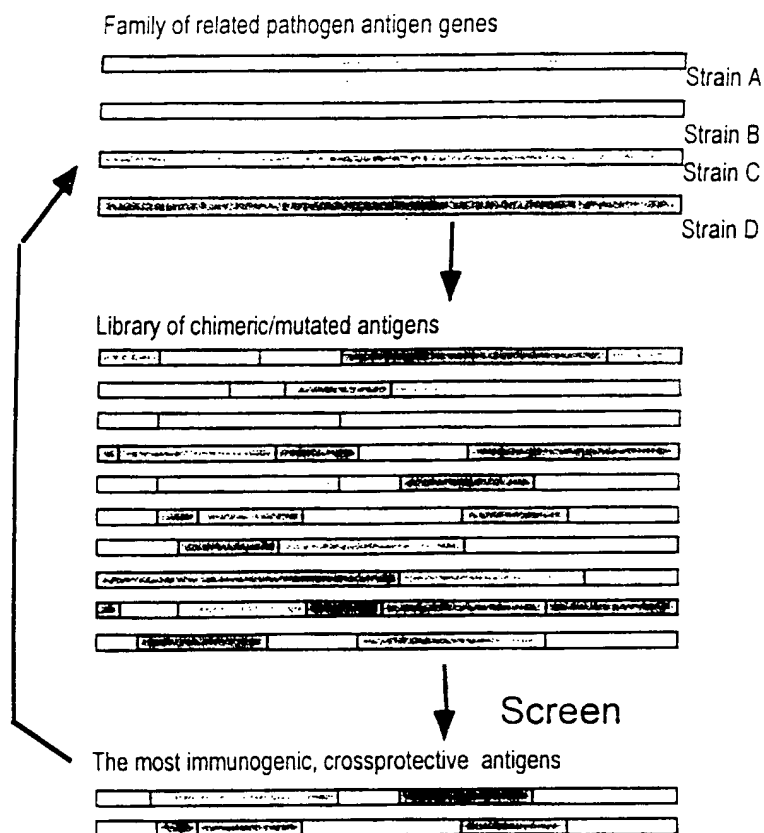 Family of related pathogen antigen genes
Strain A
Strain B
Strain C
Strain D
Library of chimeric/mutated antigens
Screen
The most immunogenic, crossprotective antigens